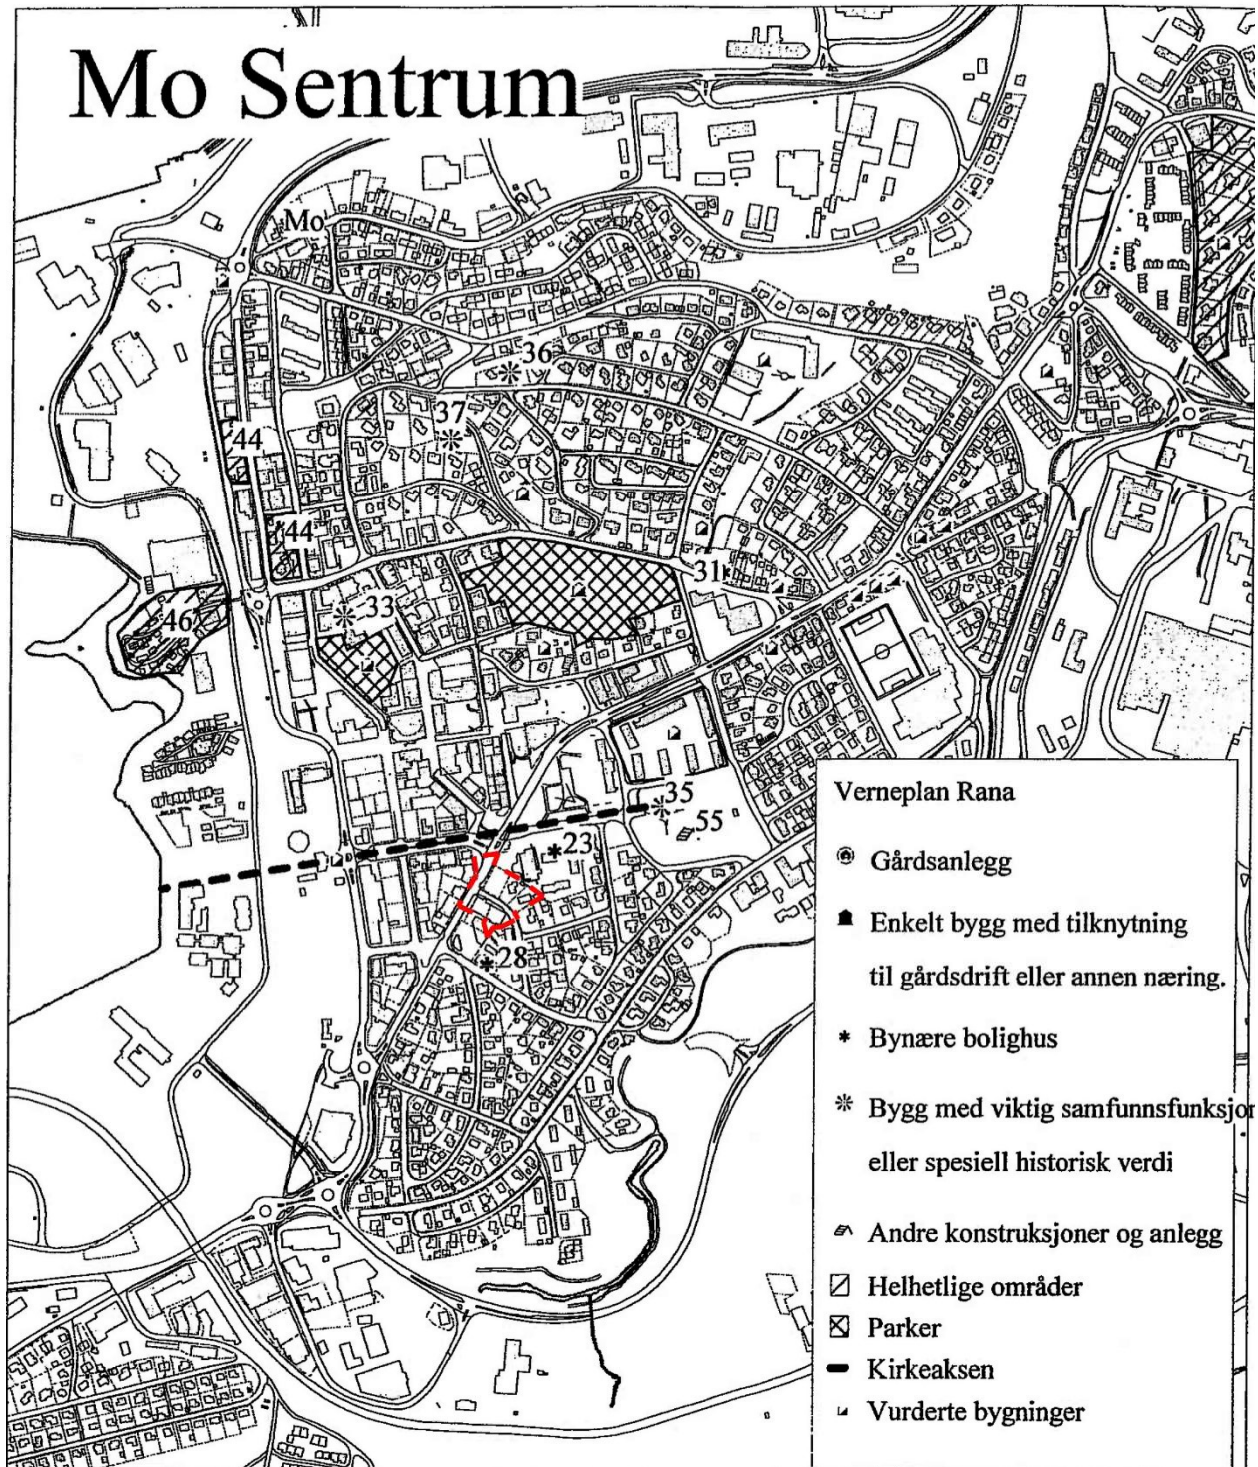 Mo Sentrum
Mo
36
37
44
44
31
46
33
35
55
23
28
Verneplan Rana
Gårdsanlegg
Enkelt bygg med tilknytning
til gårdsdrift eller annen næring.
Bynære bolighus
Bygg med viktig samfunnsfunksjon
eller spesiell historisk verdi
Andre konstruksjoner og anlegg
Helhetlige områder
Parker
Kirkeaksen
Vurderte bygninger